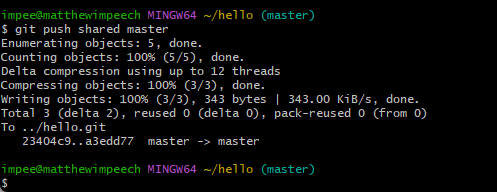 impee@matthewimpeech MINGW64 ~/hello (master)
$ git push shared master
Enumerating objects: 5, done.
Counting objects: 100% (5/5), done.
Delta compression using up to 12 threads
Compressing objects: 100% (3/3), done.
Writing objects: 100% (3/3), 343 bytes | 343.00 KiB/s, done.
Total 3 (delta 2), reused 0 (delta 0), pack-reused 0 (from 0)
To ../hello.git
   23404c9..a3edd77  master -> master

impee@matthewimpeech MINGW64 ~/hello (master)
$